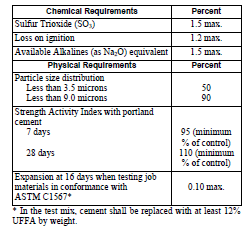 Chemical Requirements Percent
Sulfur Trioxide (SO₃) 1.5 max.
Loss on ignition 1.2 max.
Available Alkalines (as Na₂O) equivalent 1.5 max.
Physical Requirements Percent
Particle size distribution
Less than 3.5 microns 50
Less than 9.0 microns 90
Strength Activity Index with portland
cement
7 days 95 (minimum
% of control)
28 days 110 (minimum
% of control)
Expansion at 16 days when testing job
materials in conformance with 0.10 max.
ASTM C1567*
* In the test mix, cement shall be replaced with at least 12%
UFFA by weight.